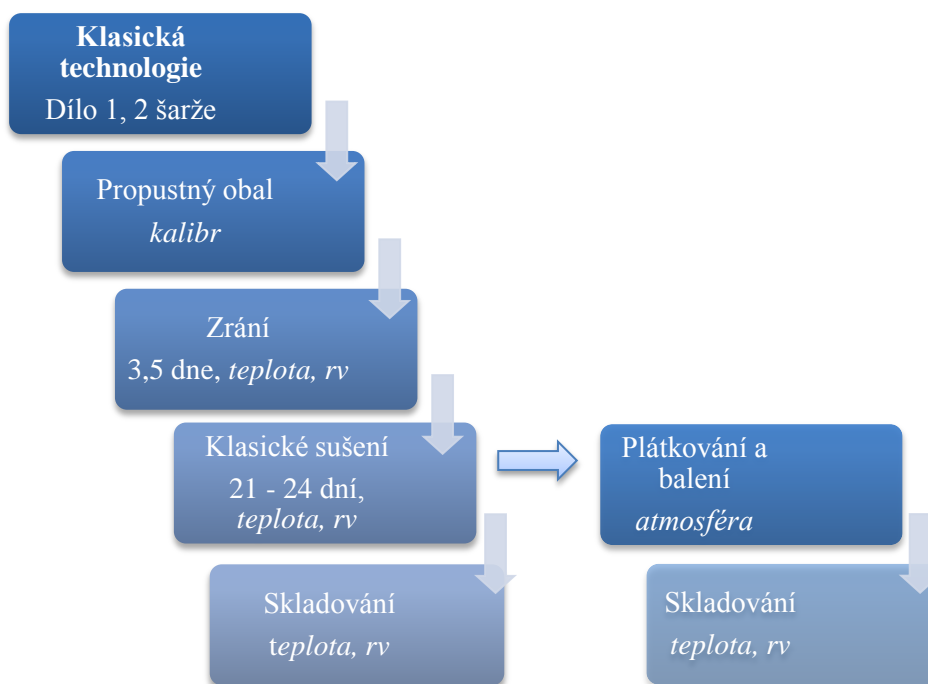 Klasická
technologie
Dílo 1, 2 šarže
Propustný obal
kalibr
Zrání
3,5 dne, teplota, rv
Klasické sušení
21 - 24 dní,
teplota, rv
Skladování
teplota, rv
Plátkování a
balení
atmosféra
Skladování
teplota, rv